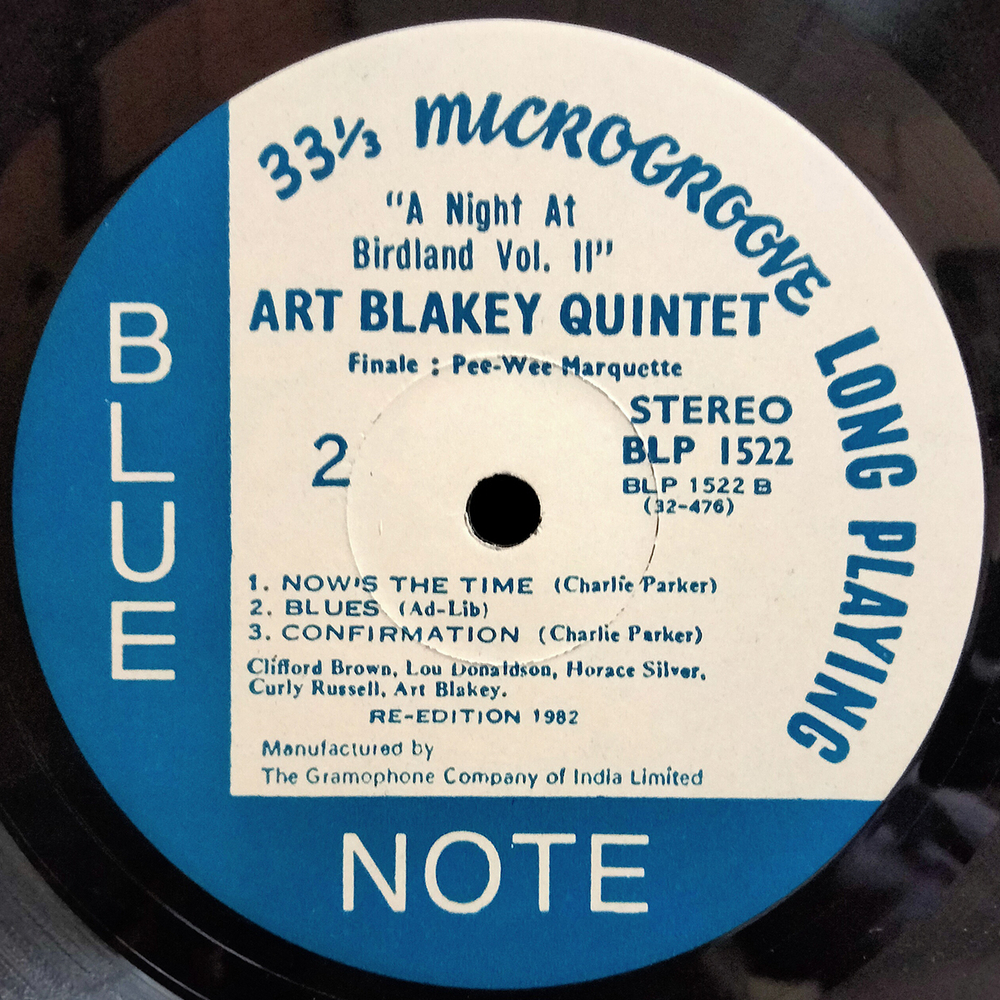 33⅓ MICROGROOVE LONG PLAYING
"A Night At
Birdland Vol. II"
ART BLAKEY QUINTET
Finale : Pee-Wee Marquette
STEREO
BLP 1522
BLP 1522 B
(32-476)
2
1. NOW'S THE TIME (Charlie Parker)
2. BLUES (Ad-Lib)
3. CONFIRMATION (Charlie Parker)
Clifford Brown, Lou Donaldson, Horace Silver,
Curly Russell, Art Blakey.
RE-EDITION 1982
Manufactured by
The Gramophone Company of India Limited
BLUE
NOTE